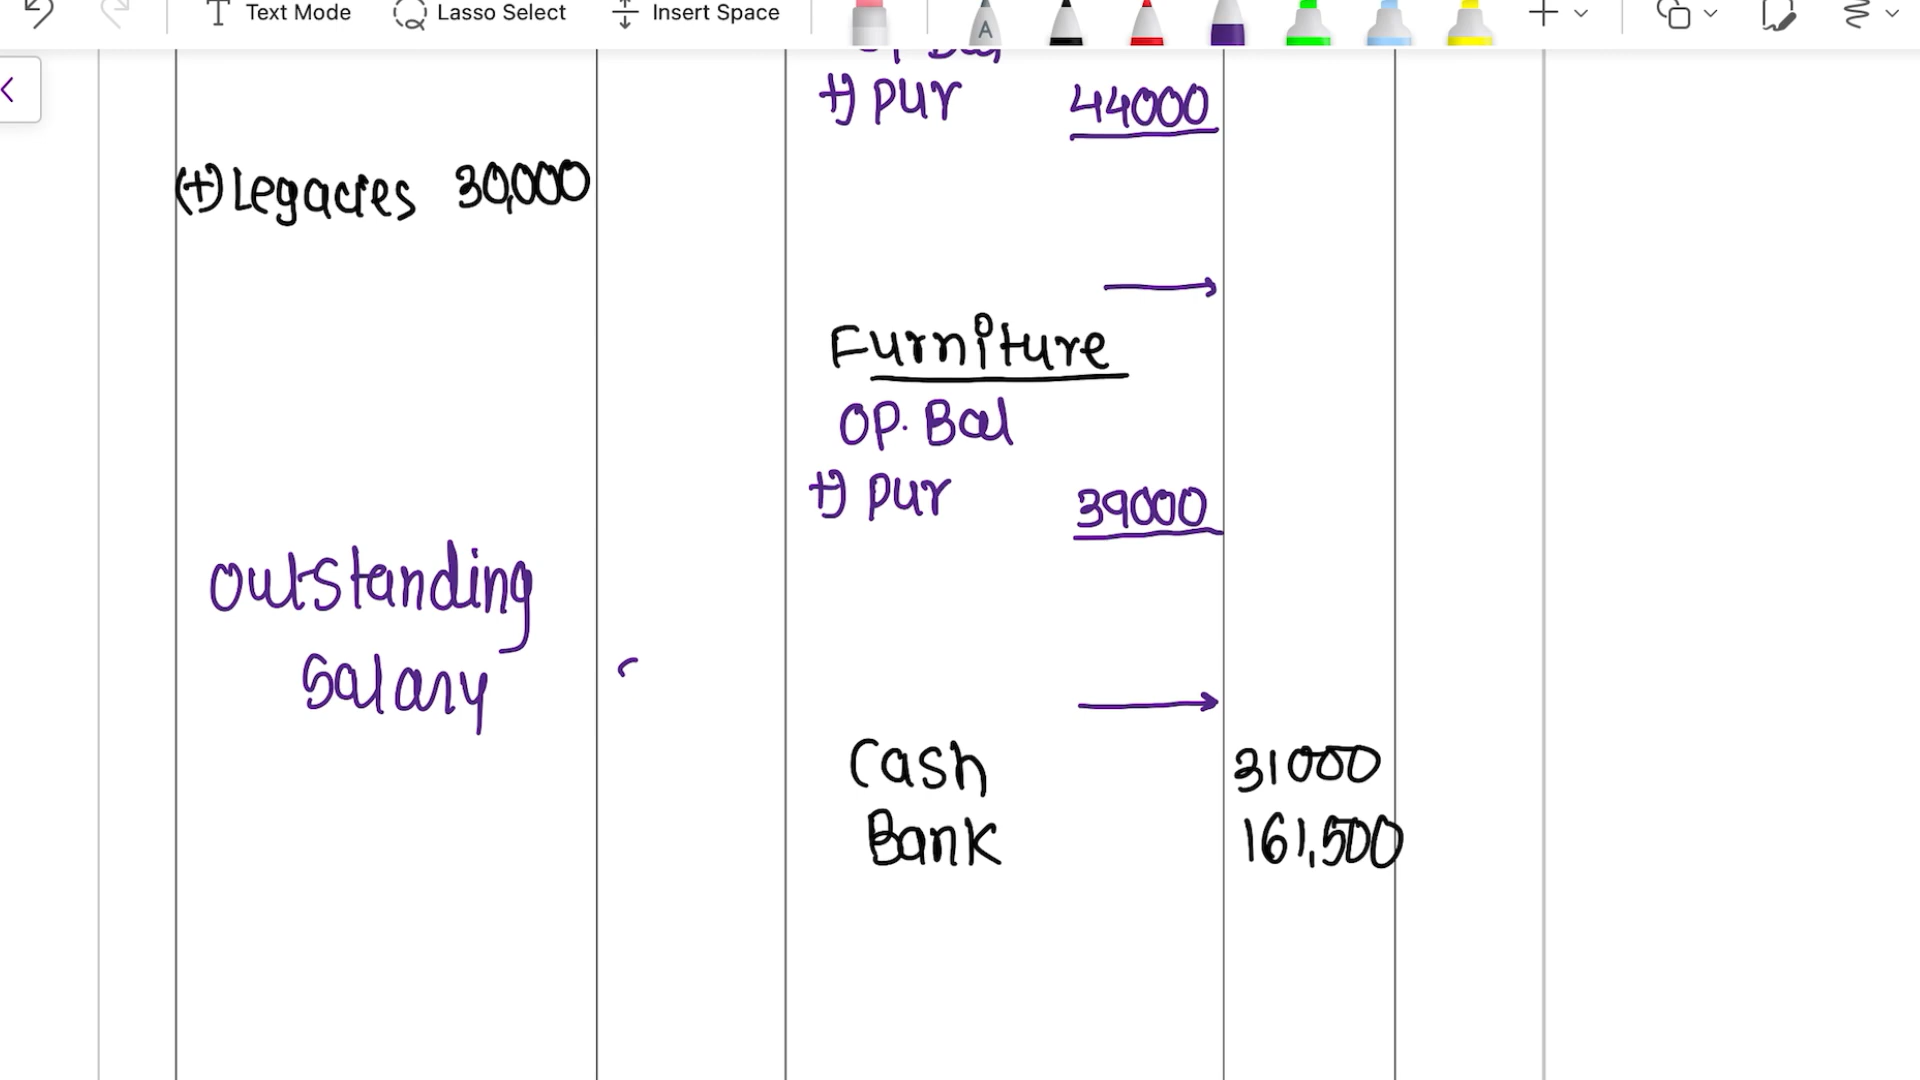 Text Mode Lasso Select Insert Space
A
+) pur 44000
(+) Legacies 30,000
Furniture
OP. Bal
+) pur 39000
outstanding
salary
Cash 31000
Bank 161,500